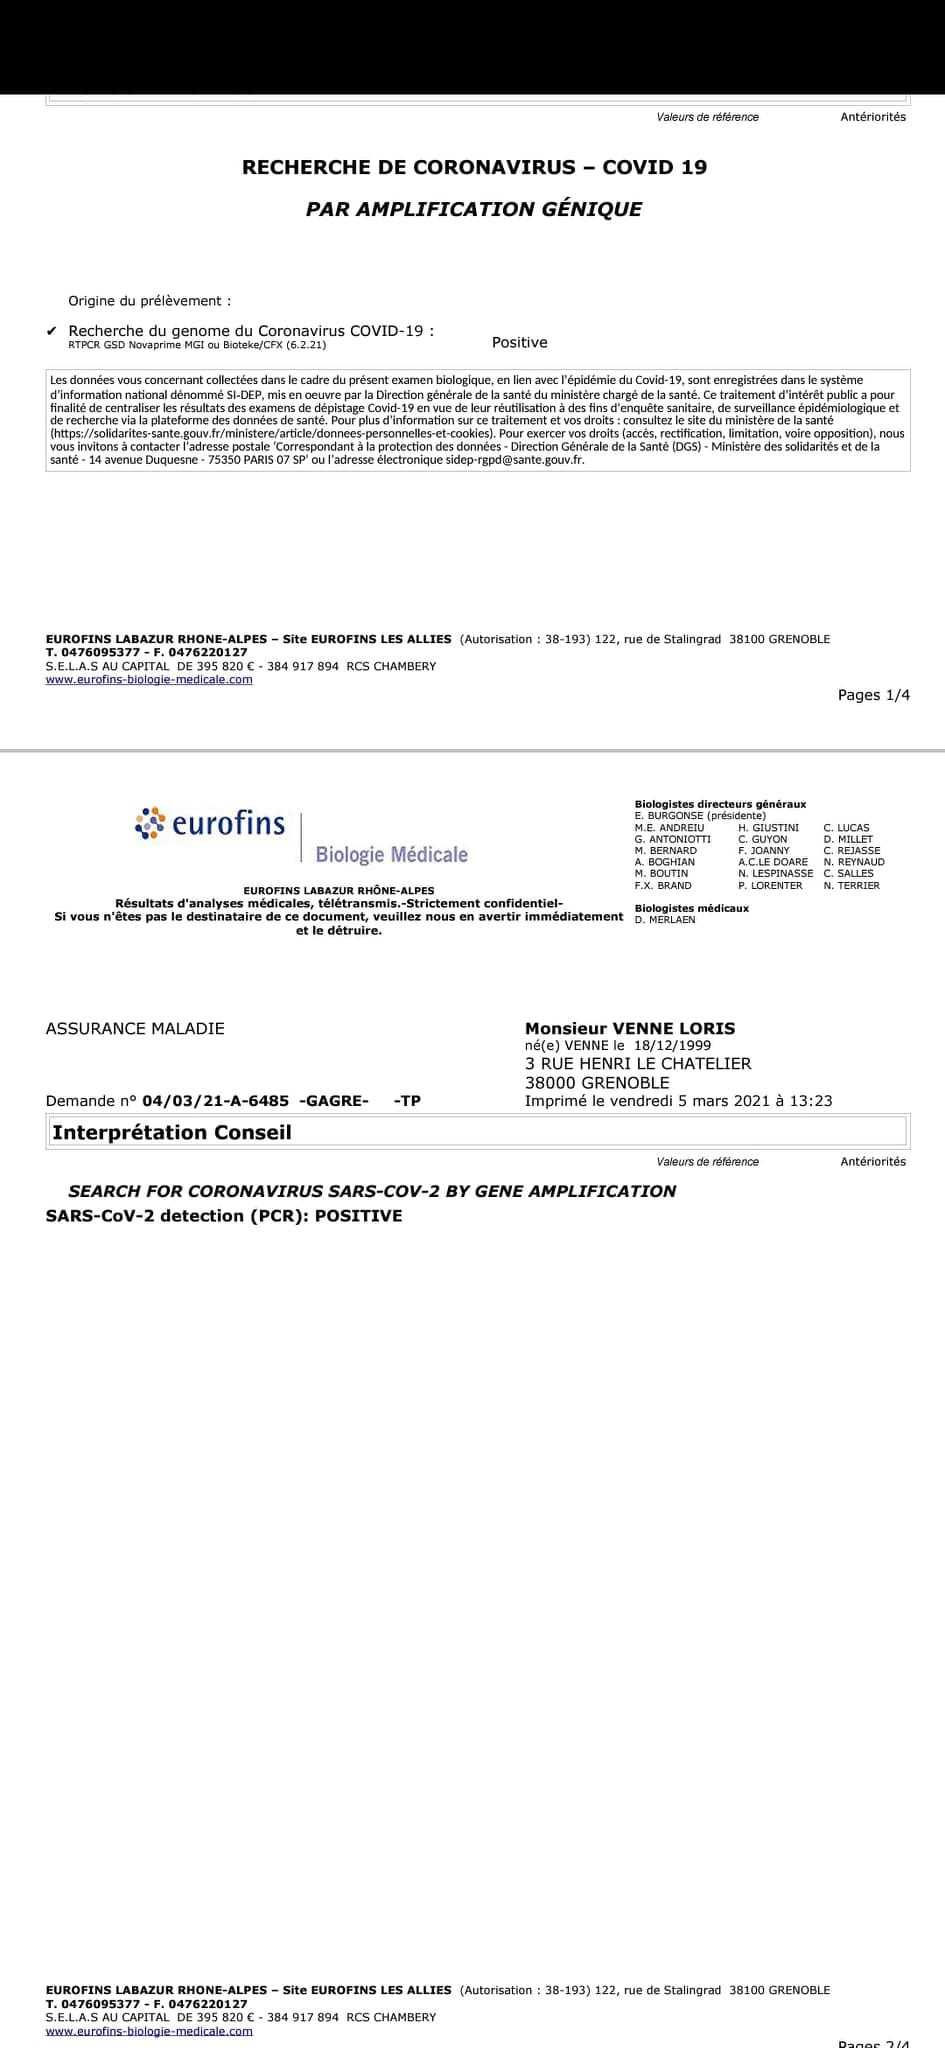 Valeurs de référence Antériorités
RECHERCHE DE CORONAVIRUS – COVID 19
PAR AMPLIFICATION GÉNIQUE
Origine du prélèvement :
✔ Recherche du genome du Coronavirus COVID-19 :
RTPCR GSD Novaprime MGI ou Bioteke/CFX (6.2.21)
Positive
Les données vous concernant collectées dans le cadre du présent examen biologique, en lien avec l'épidémie du Covid-19, sont enregistrées dans le système
d'information national dénommé SI-DEP, mis en oeuvre par la Direction générale de la santé du ministère chargé de la santé. Ce traitement d'intérêt public a pour
finalité de centraliser les résultats des examens de dépistage Covid-19 en vue de leur réutilisation à des fins d'enquête sanitaire, de surveillance épidémiologique et
de recherche via la plateforme des données de santé. Pour plus d'information sur ce traitement et vos droits : consultez le site du ministère de la santé
(https://solidarites-sante.gouv.fr/ministere/article/donnees-personnelles-et-cookies). Pour exercer vos droits (accès, rectification, limitation, voire opposition), nous
vous invitons à contacter l'adresse postale 'Correspondant à la protection des données - Direction Générale de la Santé (DGS) - Ministère des solidarités et de la
santé - 14 avenue Duquesne - 75350 PARIS 07 SP' ou l'adresse électronique sidep-rgpd@sante.gouv.fr.
EUROFINS LABAZUR RHONE-ALPES – Site EUROFINS LES ALLIES (Autorisation : 38-193) 122, rue de Stalingrad 38100 GRENOBLE
T. 0476095377 - F. 0476220127
S.E.L.A.S AU CAPITAL DE 395 820 € - 384 917 894 RCS CHAMBERY
www.eurofins-biologie-medicale.com
Pages 1/4
eurofins
Biologie Médicale
EUROFINS LABAZUR RHÔNE-ALPES
Résultats d'analyses médicales, télétransmis.-Strictement confidentiel-
Si vous n'êtes pas le destinataire de ce document, veuillez nous en avertir immédiatement
et le détruire.
Biologistes directeurs généraux
E. BURGONSE (présidente)
M.E. ANDREIU H. GIUSTINI C. LUCAS
G. ANTONIOTTI C. GUYON D. MILLET
M. BERNARD F. JOANNY C. REJASSE
A. BOGHIAN A.C.LE DOARE N. REYNAUD
M. BOUTIN N. LESPINASSE C. SALLES
F.X. BRAND P. LORENTER N. TERRIER
Biologistes médicaux
D. MERLAEN
ASSURANCE MALADIE
Monsieur VENNE LORIS
né(e) VENNE le 18/12/1999
3 RUE HENRI LE CHATELIER
38000 GRENOBLE
Demande n° 04/03/21-A-6485 -GAGRE- -TP
Imprimé le vendredi 5 mars 2021 à 13:23
Interprétation Conseil
Valeurs de référence Antériorités
SEARCH FOR CORONAVIRUS SARS-COV-2 BY GENE AMPLIFICATION
SARS-CoV-2 detection (PCR): POSITIVE
EUROFINS LABAZUR RHONE-ALPES – Site EUROFINS LES ALLIES (Autorisation : 38-193) 122, rue de Stalingrad 38100 GRENOBLE
T. 0476095377 - F. 0476220127
S.E.L.A.S AU CAPITAL DE 395 820 € - 384 917 894 RCS CHAMBERY
www.eurofins-biologie-medicale.com
Pages 2/4